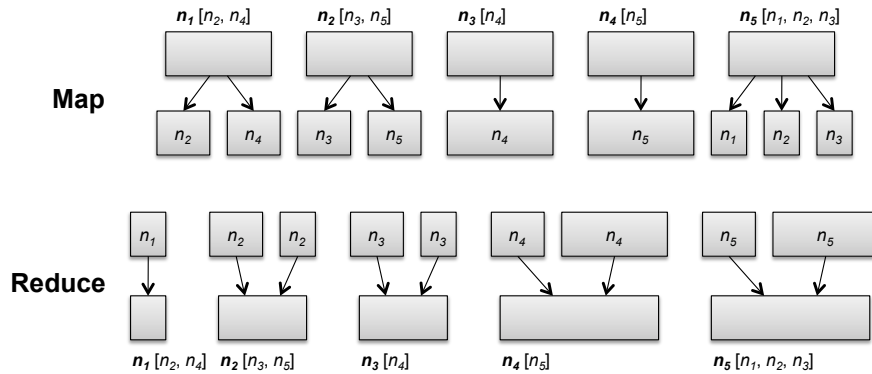 n1 [n2, n4] n2 [n3, n5] n3 [n4] n4 [n5] n5 [n1, n2, n3]
Map
n2 n4 n3 n5 n4 n5 n1 n2 n3
n1 n2 n2 n3 n3 n4 n4 n5 n5
Reduce
n1 [n2, n4] n2 [n3, n5] n3 [n4] n4 [n5] n5 [n1, n2, n3]